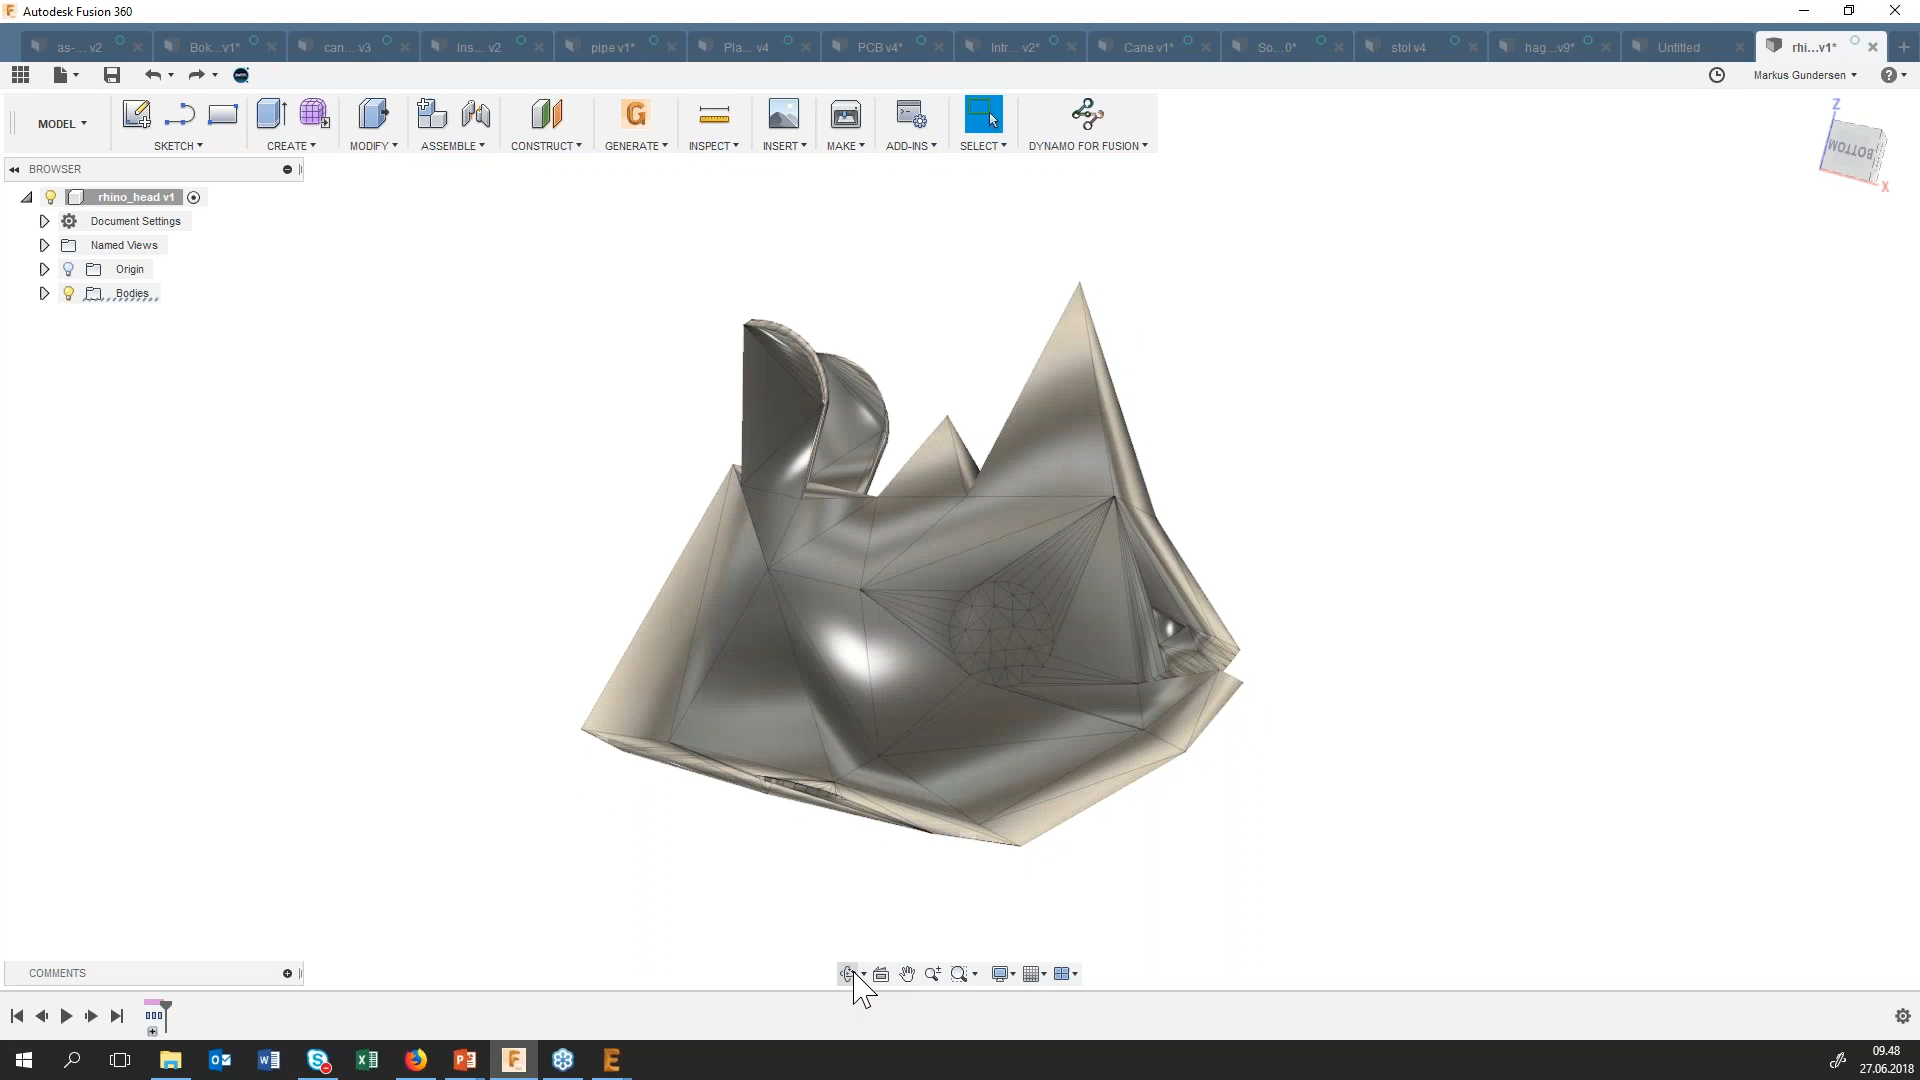 Autodesk Fusion 360
as-... v2
Bok...v1*
can... v3
Ins... v2
pipe v1*
Pla... v4
PCB v4*
Intr... v2*
Cane v1*
So...0*
stol v4
hag...v9*
Untitled
rhi...v1*
Markus Gundersen
MODEL
SKETCH
CREATE
MODIFY
ASSEMBLE
CONSTRUCT
GENERATE
INSPECT
INSERT
MAKE
ADD-INS
SELECT
DYNAMO FOR FUSION
Z
BOTTOM
X
BROWSER
rhino_head v1
Document Settings
Named Views
Origin
Bodies
COMMENTS
09.48
27.06.2018